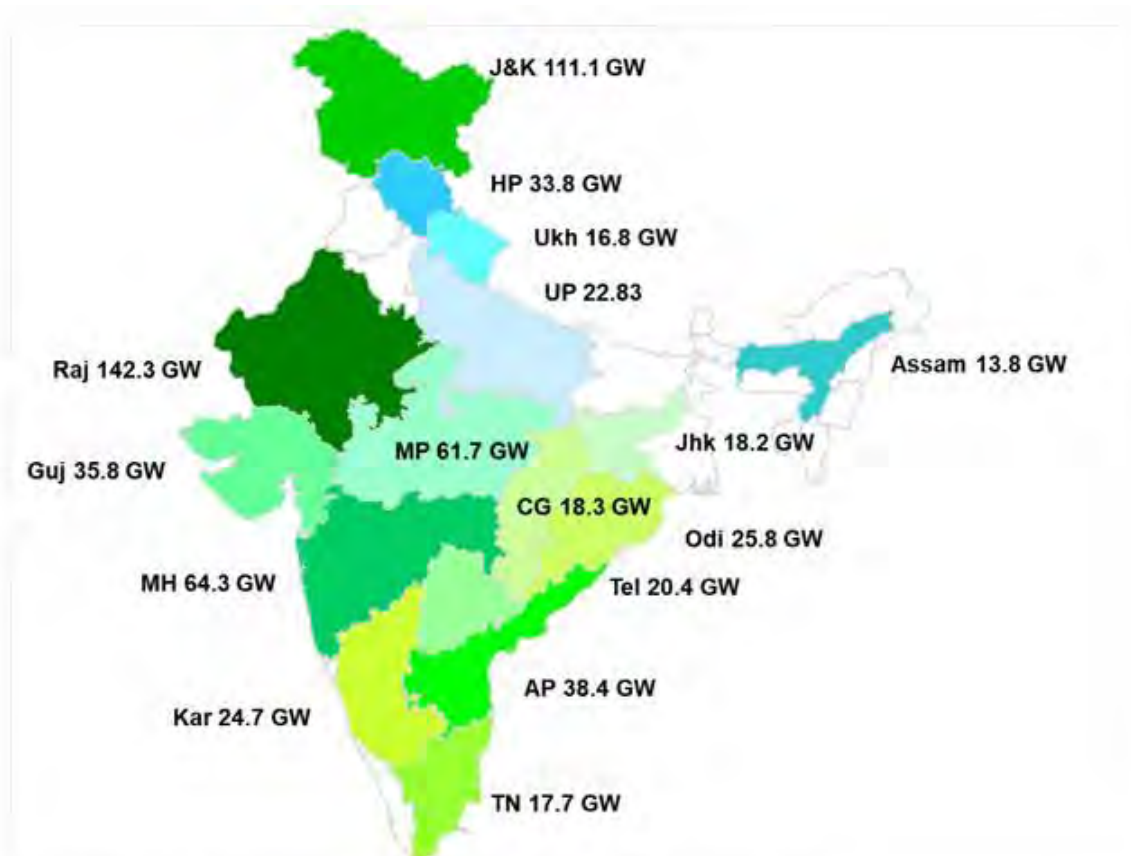 J&K 111.1 GW
HP 33.8 GW
Ukh 16.8 GW
UP 22.83
Raj 142.3 GW
Assam 13.8 GW
MP 61.7 GW
Jhk 18.2 GW
Guj 35.8 GW
CG 18.3 GW
Odi 25.8 GW
MH 64.3 GW
Tel 20.4 GW
AP 38.4 GW
Kar 24.7 GW
TN 17.7 GW